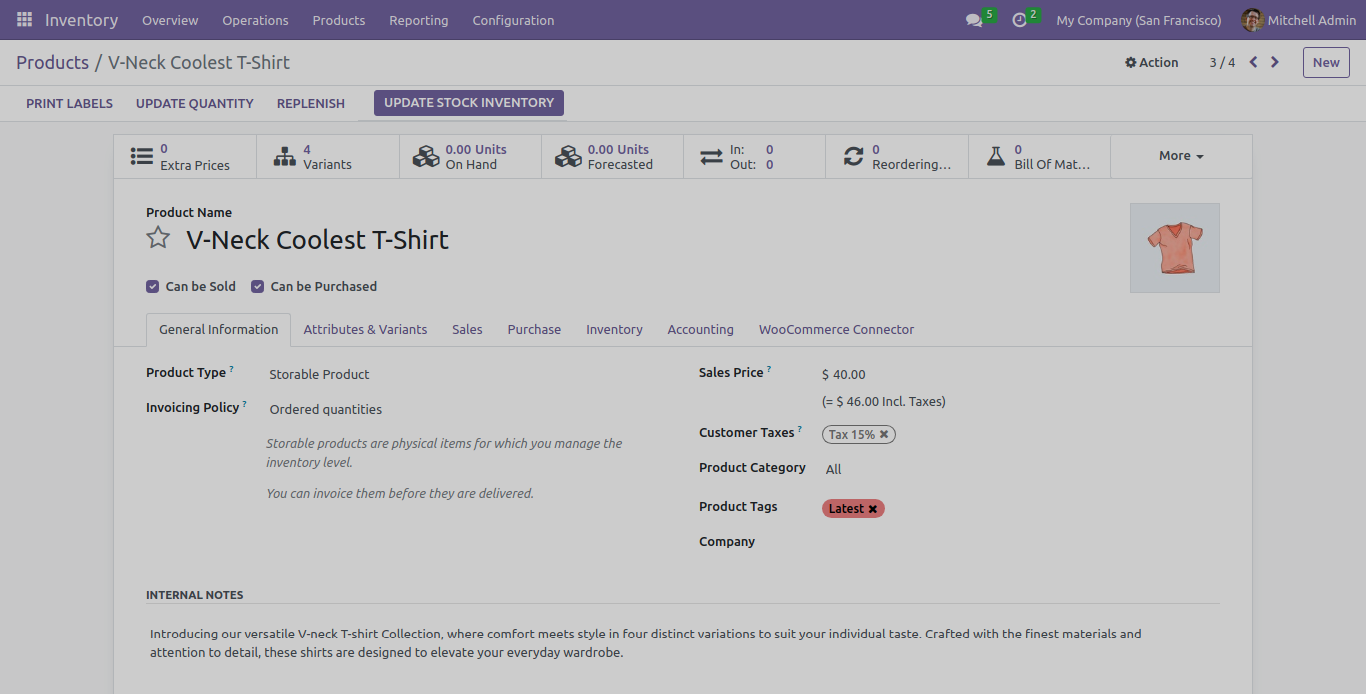 Inventory Overview Operations Products Reporting Configuration 5 2 My Company (San Francisco) Mitchell Admin
Products / V-Neck Coolest T-Shirt Action 3 / 4 New
PRINT LABELS UPDATE QUANTITY REPLENISH UPDATE STOCK INVENTORY
0 Extra Prices
4 Variants
0.00 Units On Hand
0.00 Units Forecasted
In: 0
Out: 0
0 Reordering...
0 Bill Of Mat...
More
Product Name
V-Neck Coolest T-Shirt
Can be Sold Can be Purchased
General Information Attributes & Variants Sales Purchase Inventory Accounting WooCommerce Connector
Product Type ? Storable Product
Invoicing Policy ? Ordered quantities
Storable products are physical items for which you manage the
inventory level.
You can invoice them before they are delivered.
Sales Price ? $ 40.00
(= $ 46.00 Incl. Taxes)
Customer Taxes ? Tax 15% ✖
Product Category All
Product Tags Latest ✖
Company
INTERNAL NOTES
Introducing our versatile V-neck T-shirt Collection, where comfort meets style in four distinct variations to suit your individual taste. Crafted with the finest materials and
attention to detail, these shirts are designed to elevate your everyday wardrobe.